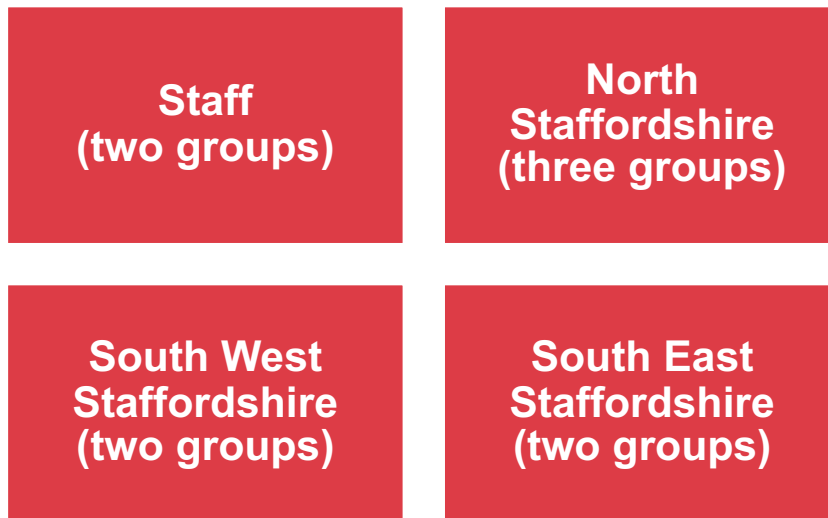 Staff
(two groups)
North
Staffordshire
(three groups)
South West
Staffordshire
(two groups)
South East
Staffordshire
(two groups)